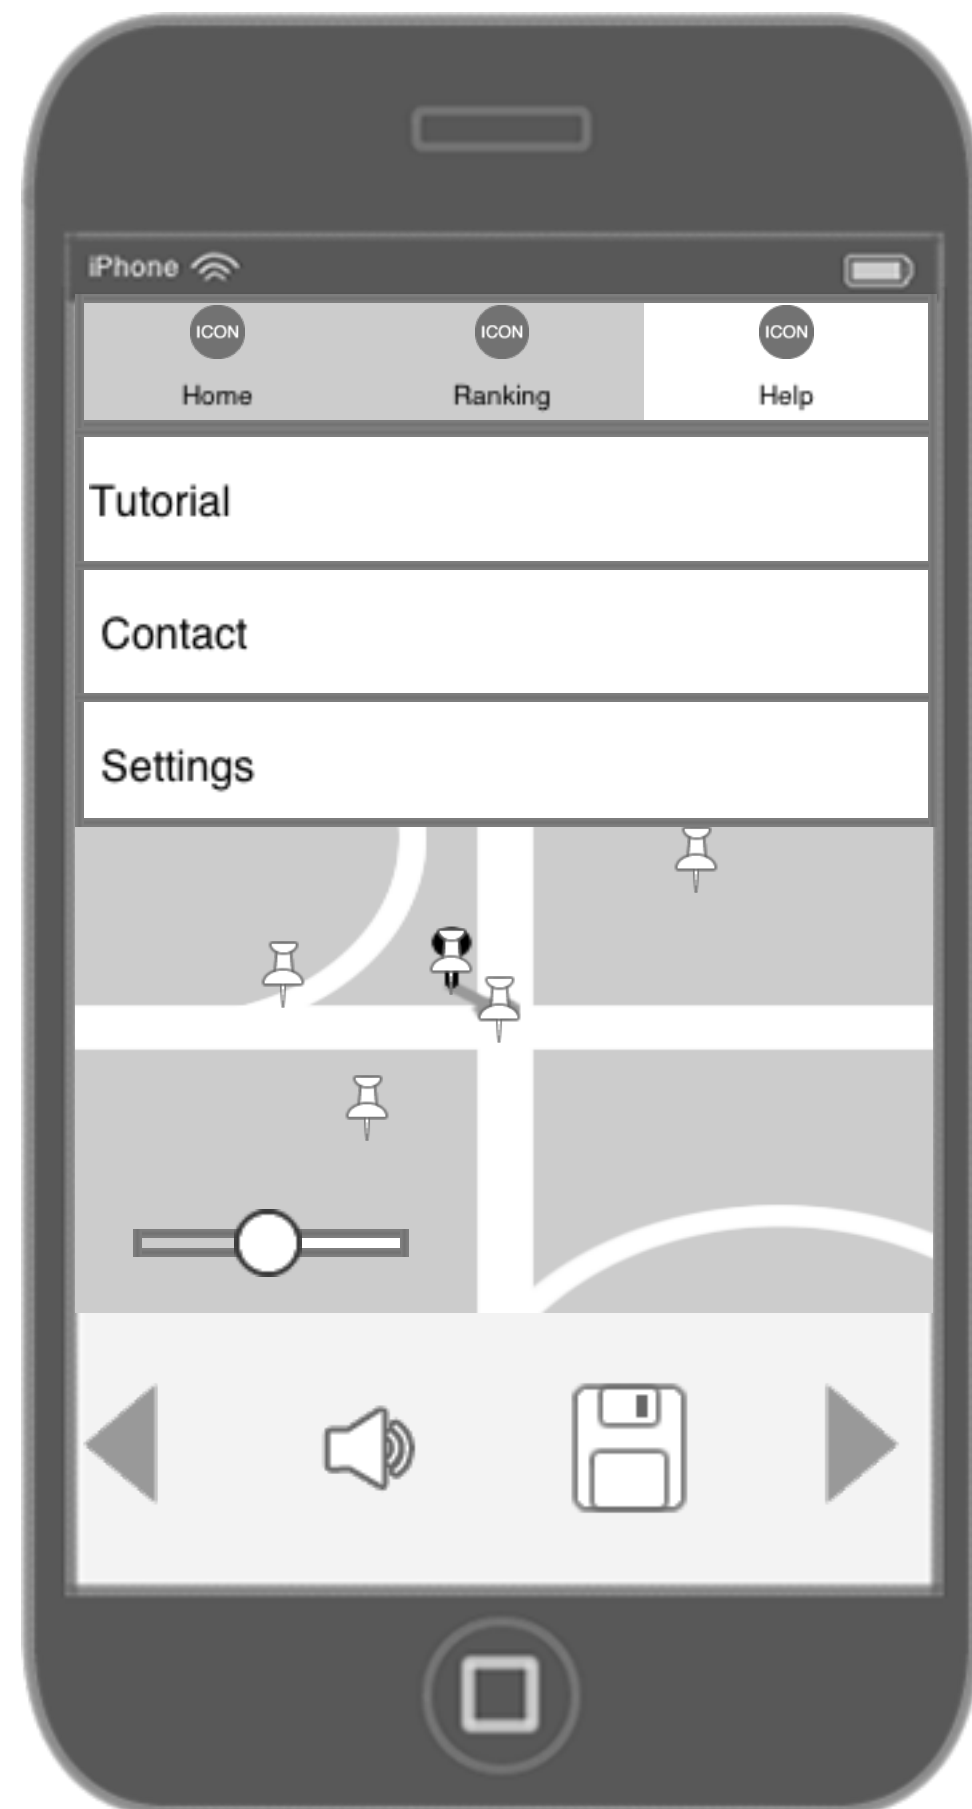 iPhone
ICON ICON ICON
Home Ranking Help
Tutorial
Contact
Settings